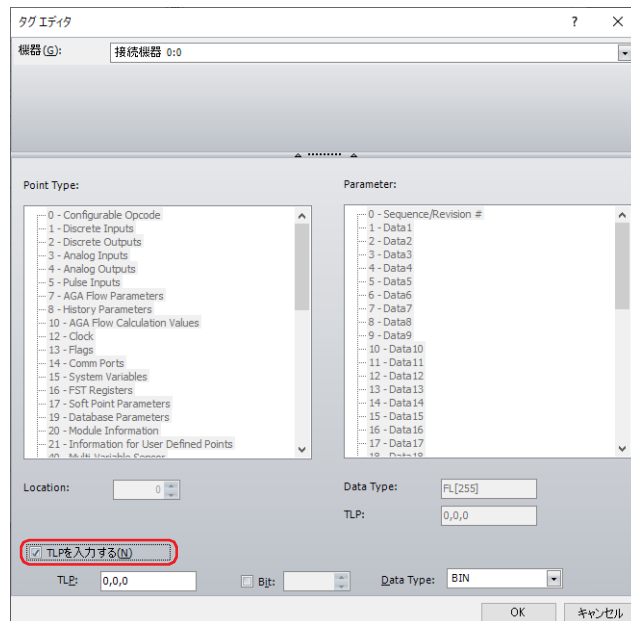 タグ エディタ
? ×
機器(G):
接続機器 0:0
Point Type:
0 - Configurable Opcode
1 - Discrete Inputs
2 - Discrete Outputs
3 - Analog Inputs
4 - Analog Outputs
5 - Pulse Inputs
7 - AGA Flow Parameters
8 - History Parameters
10 - AGA Flow Calculation Values
12 - Clock
13 - Flags
14 - Comm Ports
15 - System Variables
16 - FST Registers
17 - Soft Point Parameters
19 - Database Parameters
20 - Module Information
21 - Information for User Defined Points
40 - Multi Variable Sensor
Parameter:
0 - Sequence/Revision #
1 - Data1
2 - Data2
3 - Data3
4 - Data4
5 - Data5
6 - Data6
7 - Data7
8 - Data8
9 - Data9
10 - Data10
11 - Data11
12 - Data12
13 - Data13
14 - Data14
15 - Data15
16 - Data16
17 - Data17
18 - Data18
Location:
0
Data Type:
FL[255]
TLP:
0,0,0
TLPを入力する(N)
TLP:
0,0,0
Bit:
Data Type:
BIN
OK
キャンセル